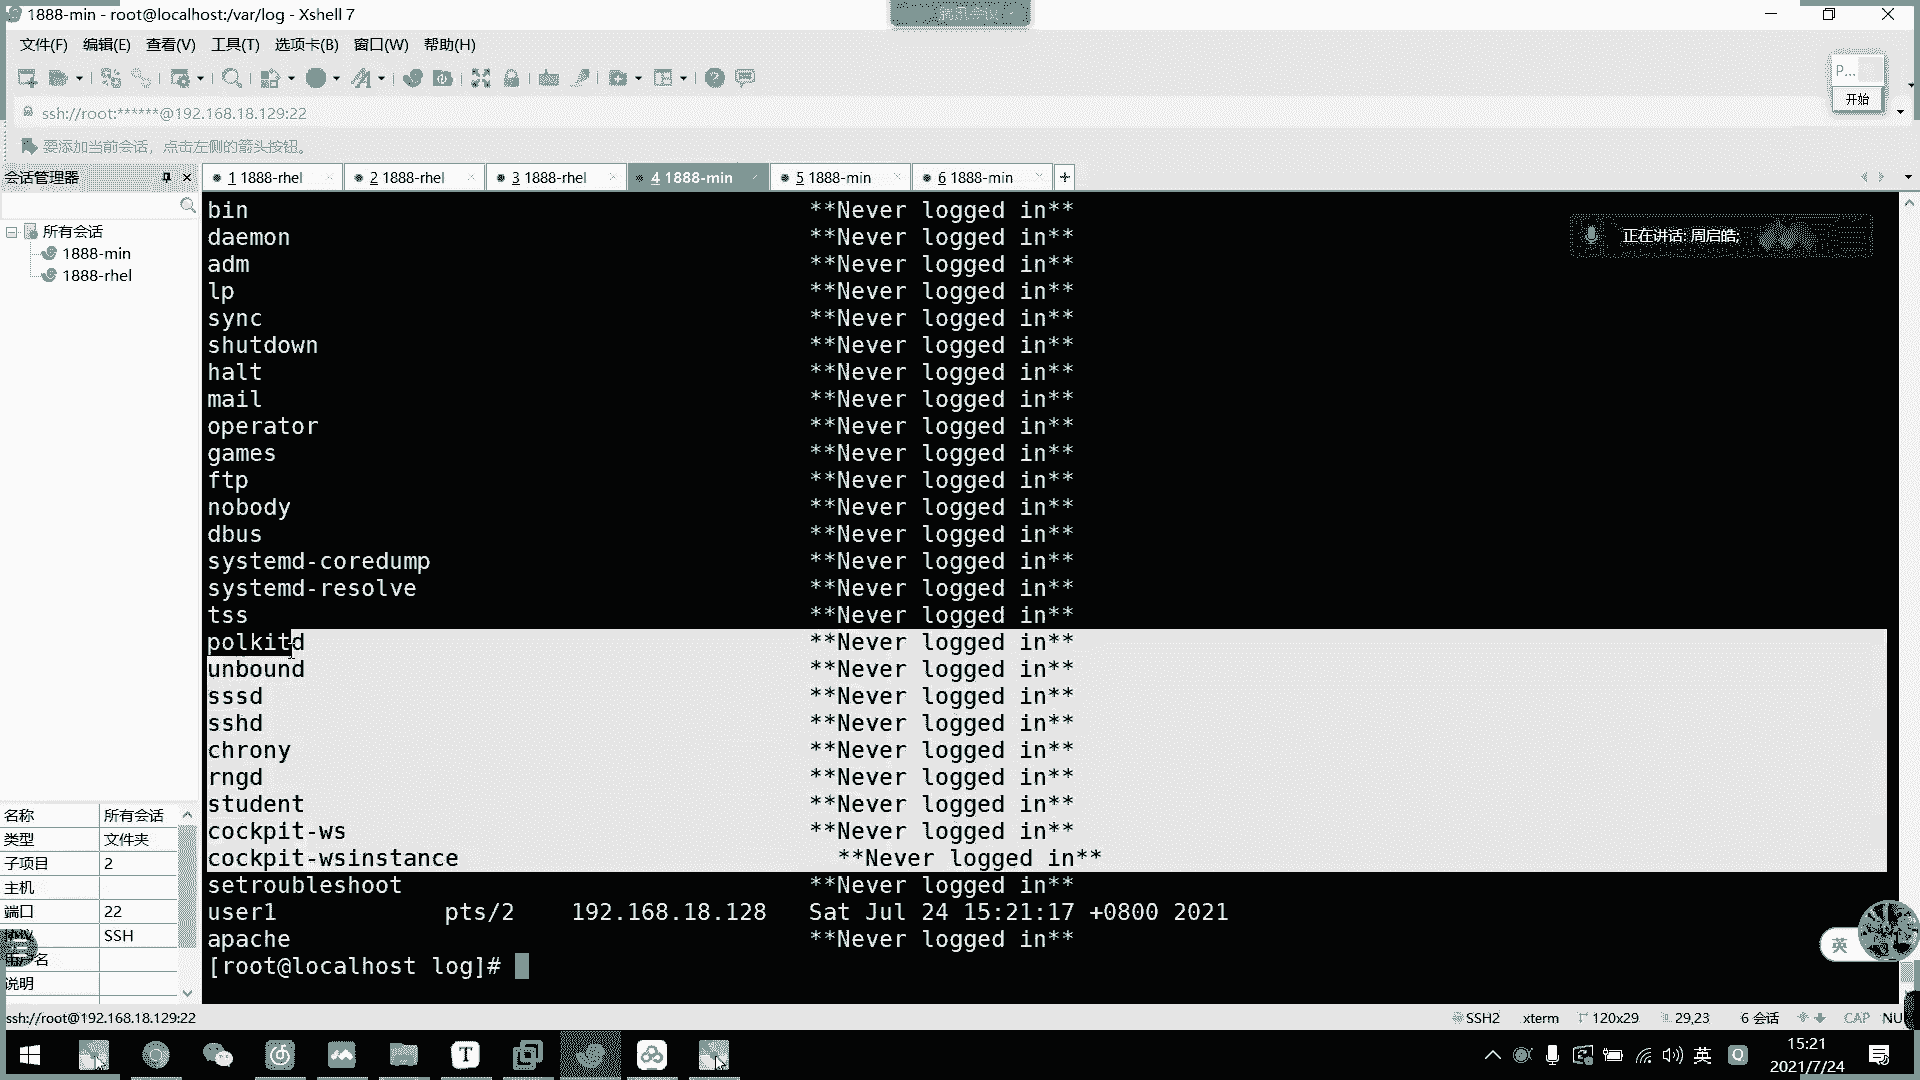 1888-min - root@localhost:/var/log - Xshell 7
文件(F) 编辑(E) 查看(V) 工具(T) 选项卡(B) 窗口(W) 帮助(H)
P...
开始
ssh://root:******@192.168.18.129:22
要添加当前会话，点击左侧的箭头按钮。
会话管理器
1 1888-rhel 2 1888-rhel 3 1888-rhel 4 1888-min 5 1888-min 6 1888-min
所有会话
1888-min
1888-rhel
正在讲话: 周启皓;
bin **Never logged in**
daemon **Never logged in**
adm **Never logged in**
lp **Never logged in**
sync **Never logged in**
shutdown **Never logged in**
halt **Never logged in**
mail **Never logged in**
operator **Never logged in**
games **Never logged in**
ftp **Never logged in**
nobody **Never logged in**
dbus **Never logged in**
systemd-coredump **Never logged in**
systemd-resolve **Never logged in**
tss **Never logged in**
polkitd **Never logged in**
unbound **Never logged in**
sssd **Never logged in**
sshd **Never logged in**
chrony **Never logged in**
rngd **Never logged in**
student **Never logged in**
cockpit-ws **Never logged in**
cockpit-wsinstance **Never logged in**
setroubleshoot **Never logged in**
user1 pts/2 192.168.18.128 Sat Jul 24 15:21:17 +0800 2021
apache **Never logged in**
[root@localhost log]#
名称 所有会话
类型 文件夹
子项目 2
主机
端口 22
SSH
说明
英
ssh://root@192.168.18.129:22
SSH2 xterm 120x29 29,23 6 会话 CAP NU
T
英
15:21
2021/7/24